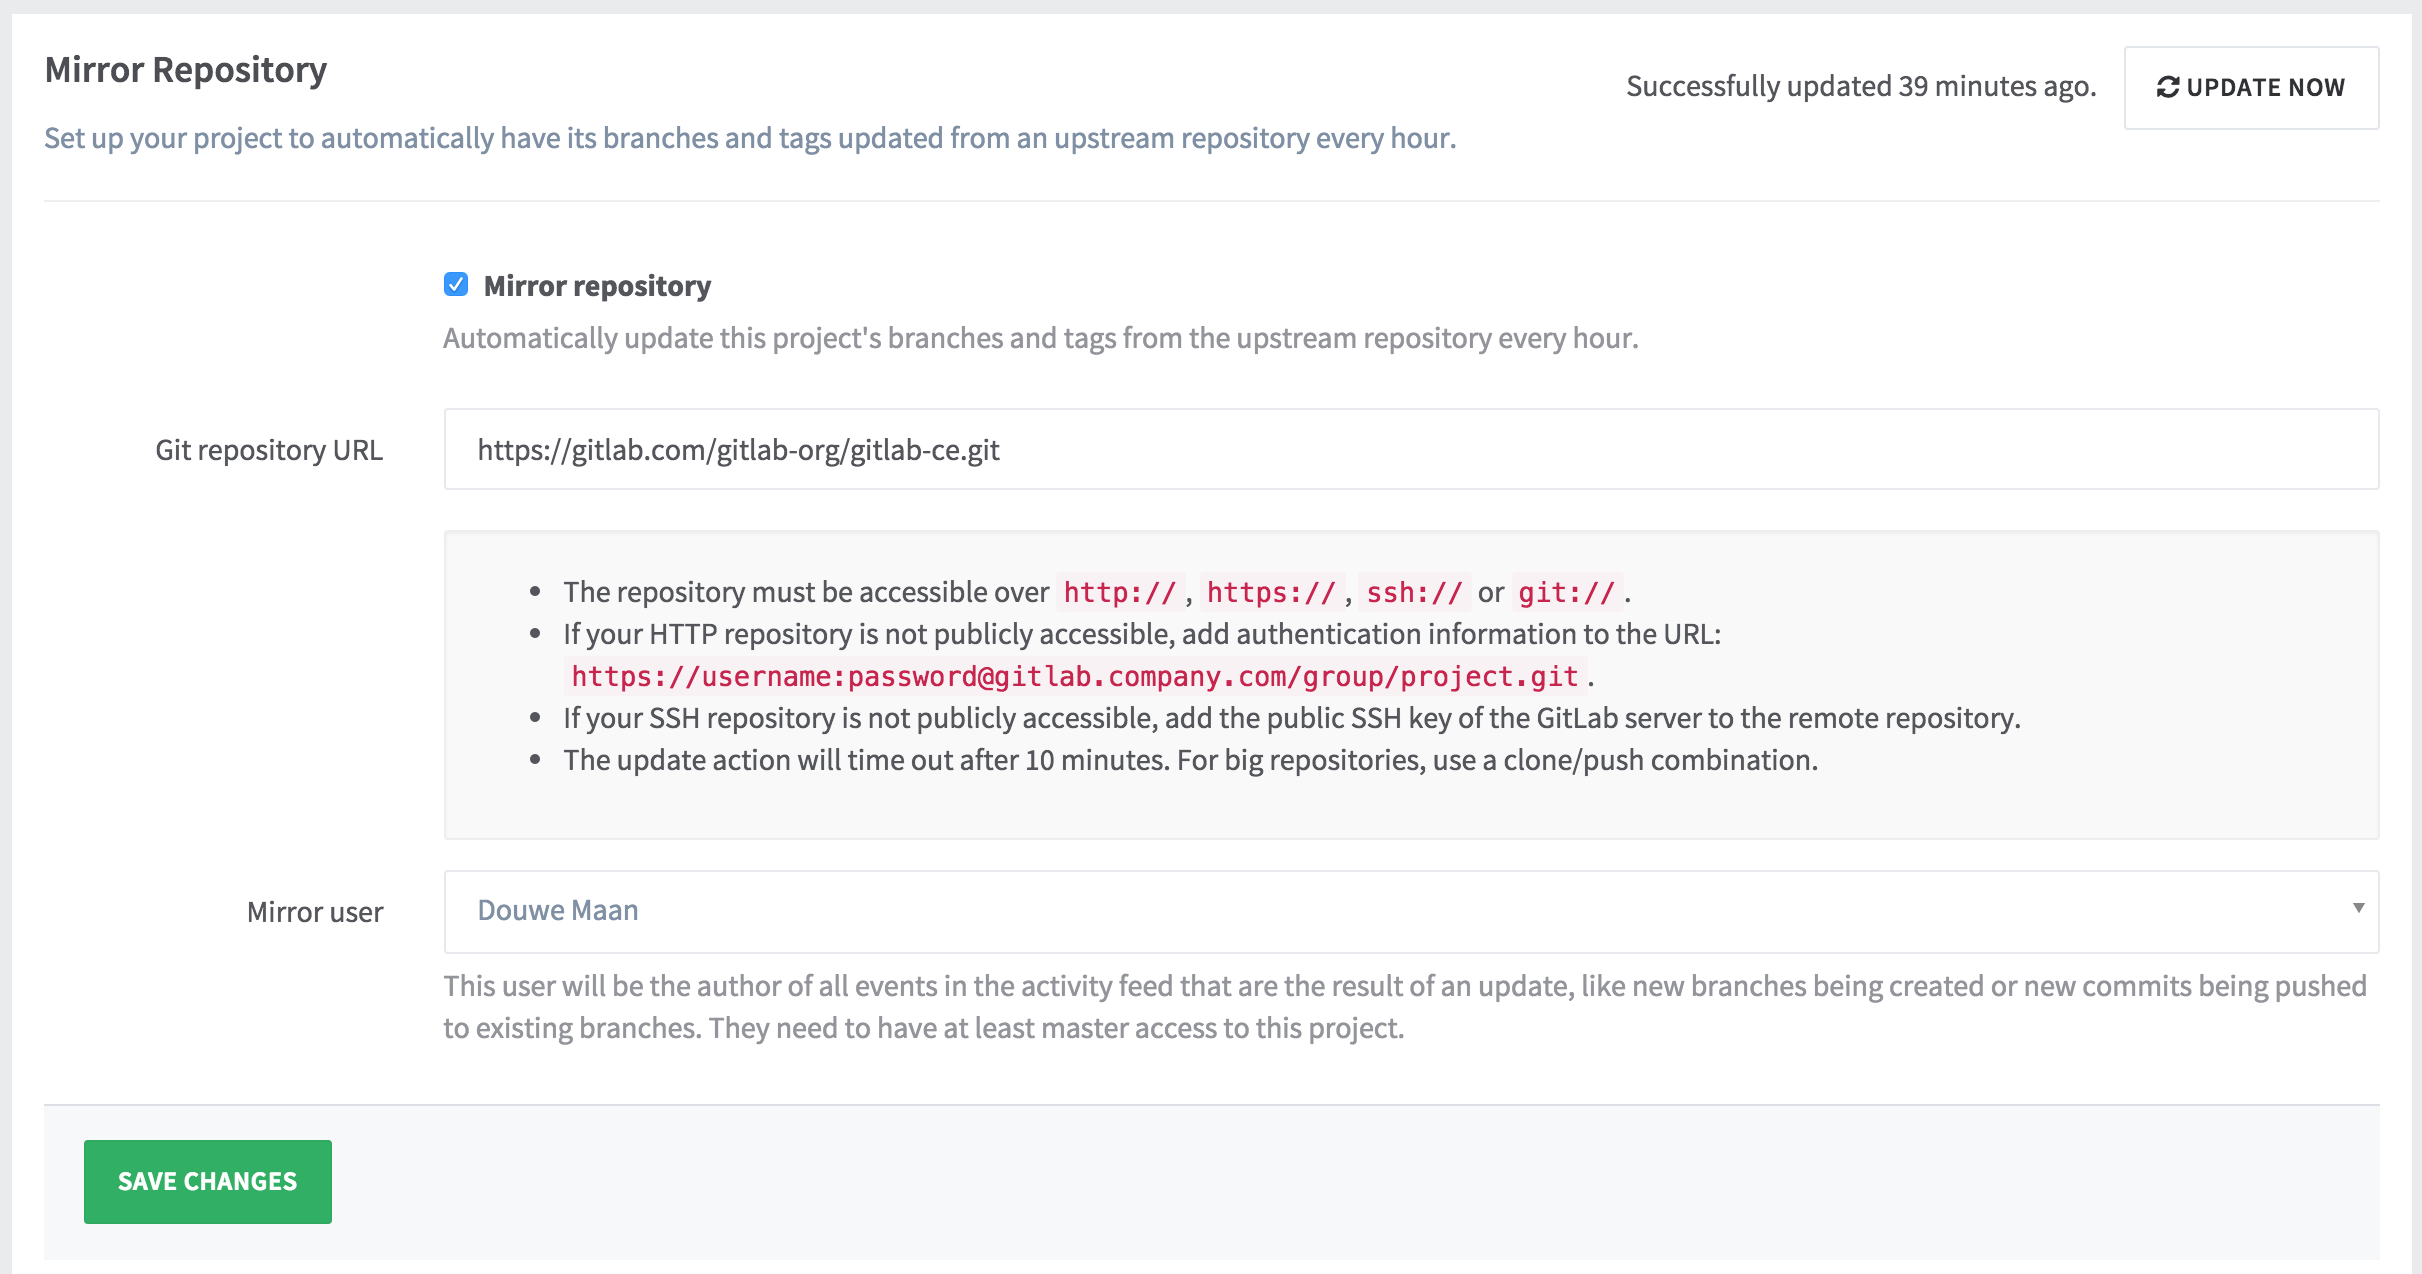 Mirror Repository
Successfully updated 39 minutes ago.
UPDATE NOW
Set up your project to automatically have its branches and tags updated from an upstream repository every hour.
Mirror repository
Automatically update this project's branches and tags from the upstream repository every hour.
Git repository URL
https://gitlab.com/gitlab-org/gitlab-ce.git
• The repository must be accessible over http://, https://, ssh:// or git://.
• If your HTTP repository is not publicly accessible, add authentication information to the URL:
https://username:password@gitlab.company.com/group/project.git.
• If your SSH repository is not publicly accessible, add the public SSH key of the GitLab server to the remote repository.
• The update action will time out after 10 minutes. For big repositories, use a clone/push combination.
Mirror user
Douwe Maan
This user will be the author of all events in the activity feed that are the result of an update, like new branches being created or new commits being pushed
to existing branches. They need to have at least master access to this project.
SAVE CHANGES